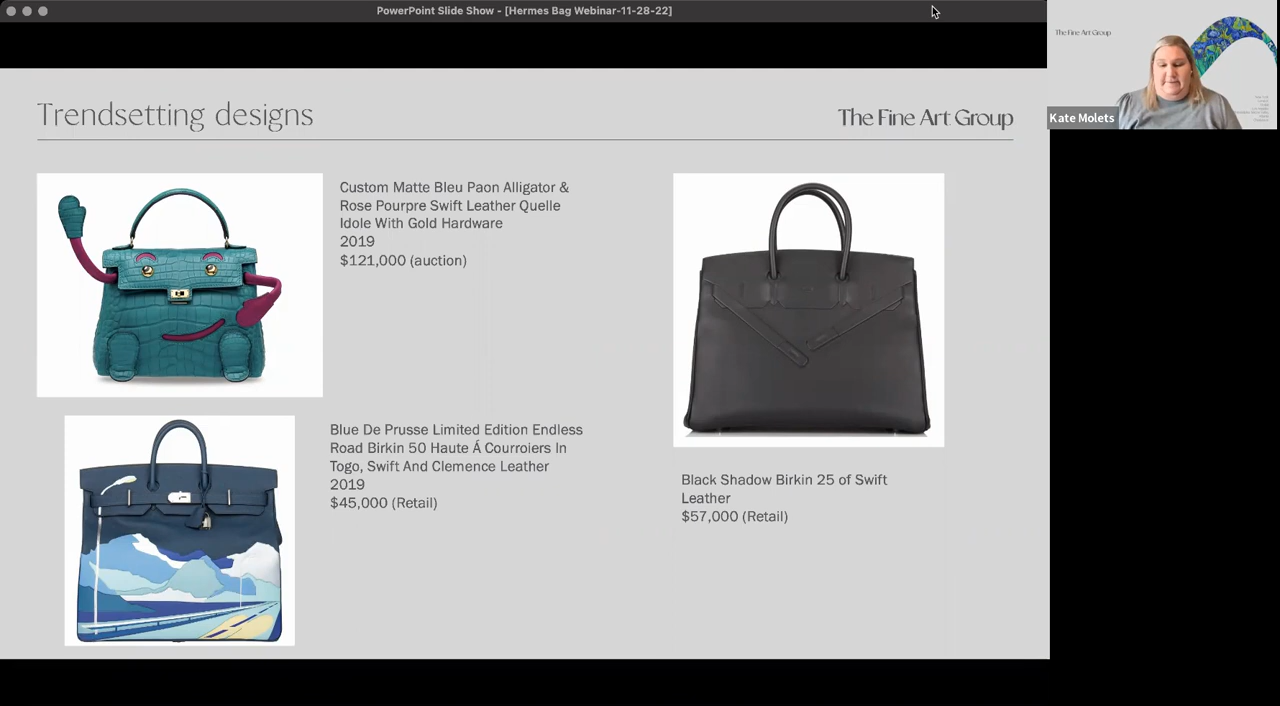 PowerPoint Slide Show - [Hermes Bag Webinar-11-28-22]
The Fine Art Group
Kate Molets
Trendsetting designs
The Fine Art Group
Custom Matte Bleu Paon Alligator &
Rose Pourpre Swift Leather Quelle
Idole With Gold Hardware
2019
$121,000 (auction)
Blue De Prusse Limited Edition Endless
Road Birkin 50 Haute Á Courroiers In
Togo, Swift And Clemence Leather
2019
$45,000 (Retail)
Black Shadow Birkin 25 of Swift
Leather
$57,000 (Retail)